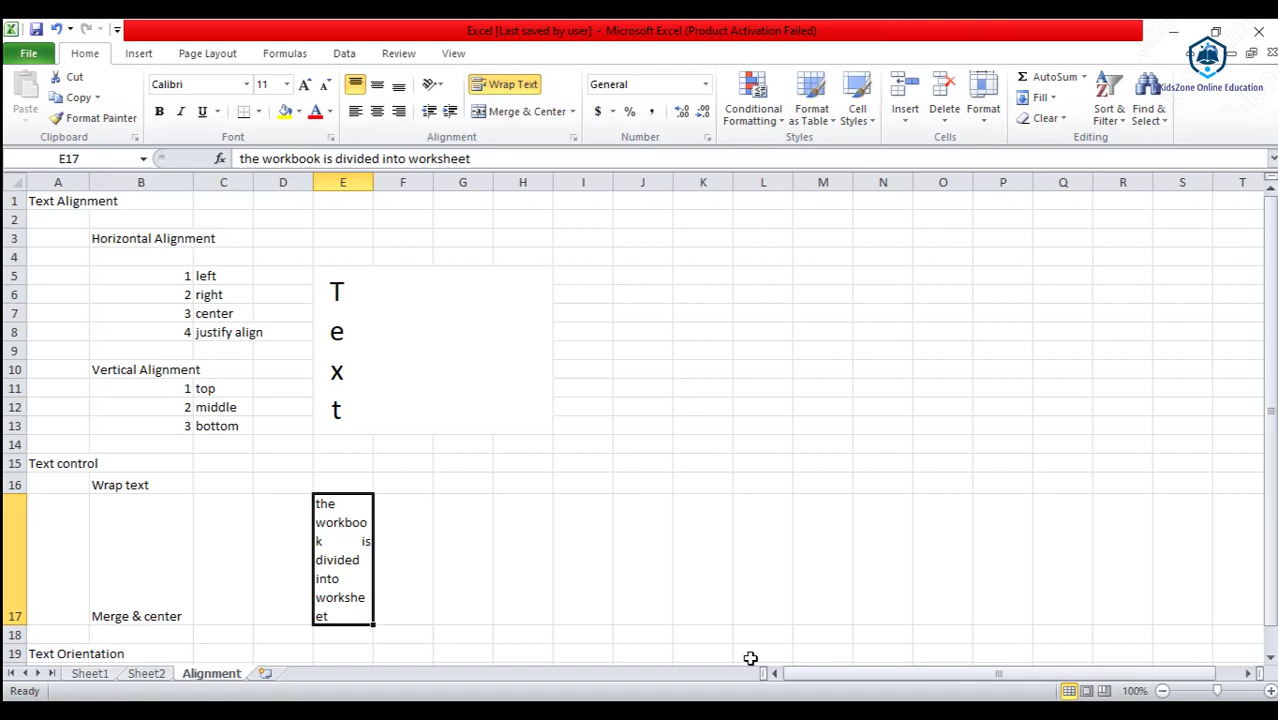 Excel [Last saved by user] - Microsoft Excel (Product Activation Failed)
File Home Insert Page Layout Formulas Data Review View
KidsZone Online Education
Paste Cut Copy Format Painter
Calibri 11
B I U A
Wrap Text
Merge & Center
General
$ % ,
Conditional Formatting Format as Table Cell Styles
Insert Delete Format
AutoSum Fill Clear
Sort & Filter Find & Select
Clipboard Font Alignment Number Styles Cells Editing
E17 fx the workbook is divided into worksheet
A B C D E F G H I J K L M N O P Q R S T
1 Text Alignment
2
3 Horizontal Alignment
4
5 1 left
6 2 right
7 3 center
8 4 justify align
9
10 Vertical Alignment
11 1 top
12 2 middle
13 3 bottom
14
T
e
x
t
15 Text control
16 Wrap text
the
workboo
k is
divided
into
workshe
et
17 Merge & center
18
19 Text Orientation
Sheet1 Sheet2 Alignment
Ready 100%